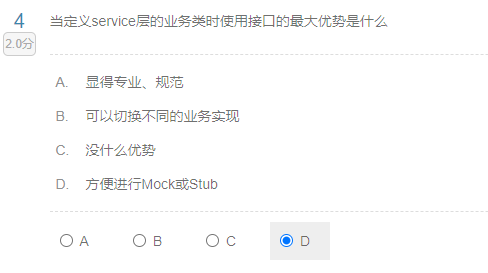 4 当定义service层的业务类时使用接口的最大优势是什么
2.0分
A. 显得专业、规范
B. 可以切换不同的业务实现
C. 没什么优势
D. 方便进行Mock或Stub
A B C D